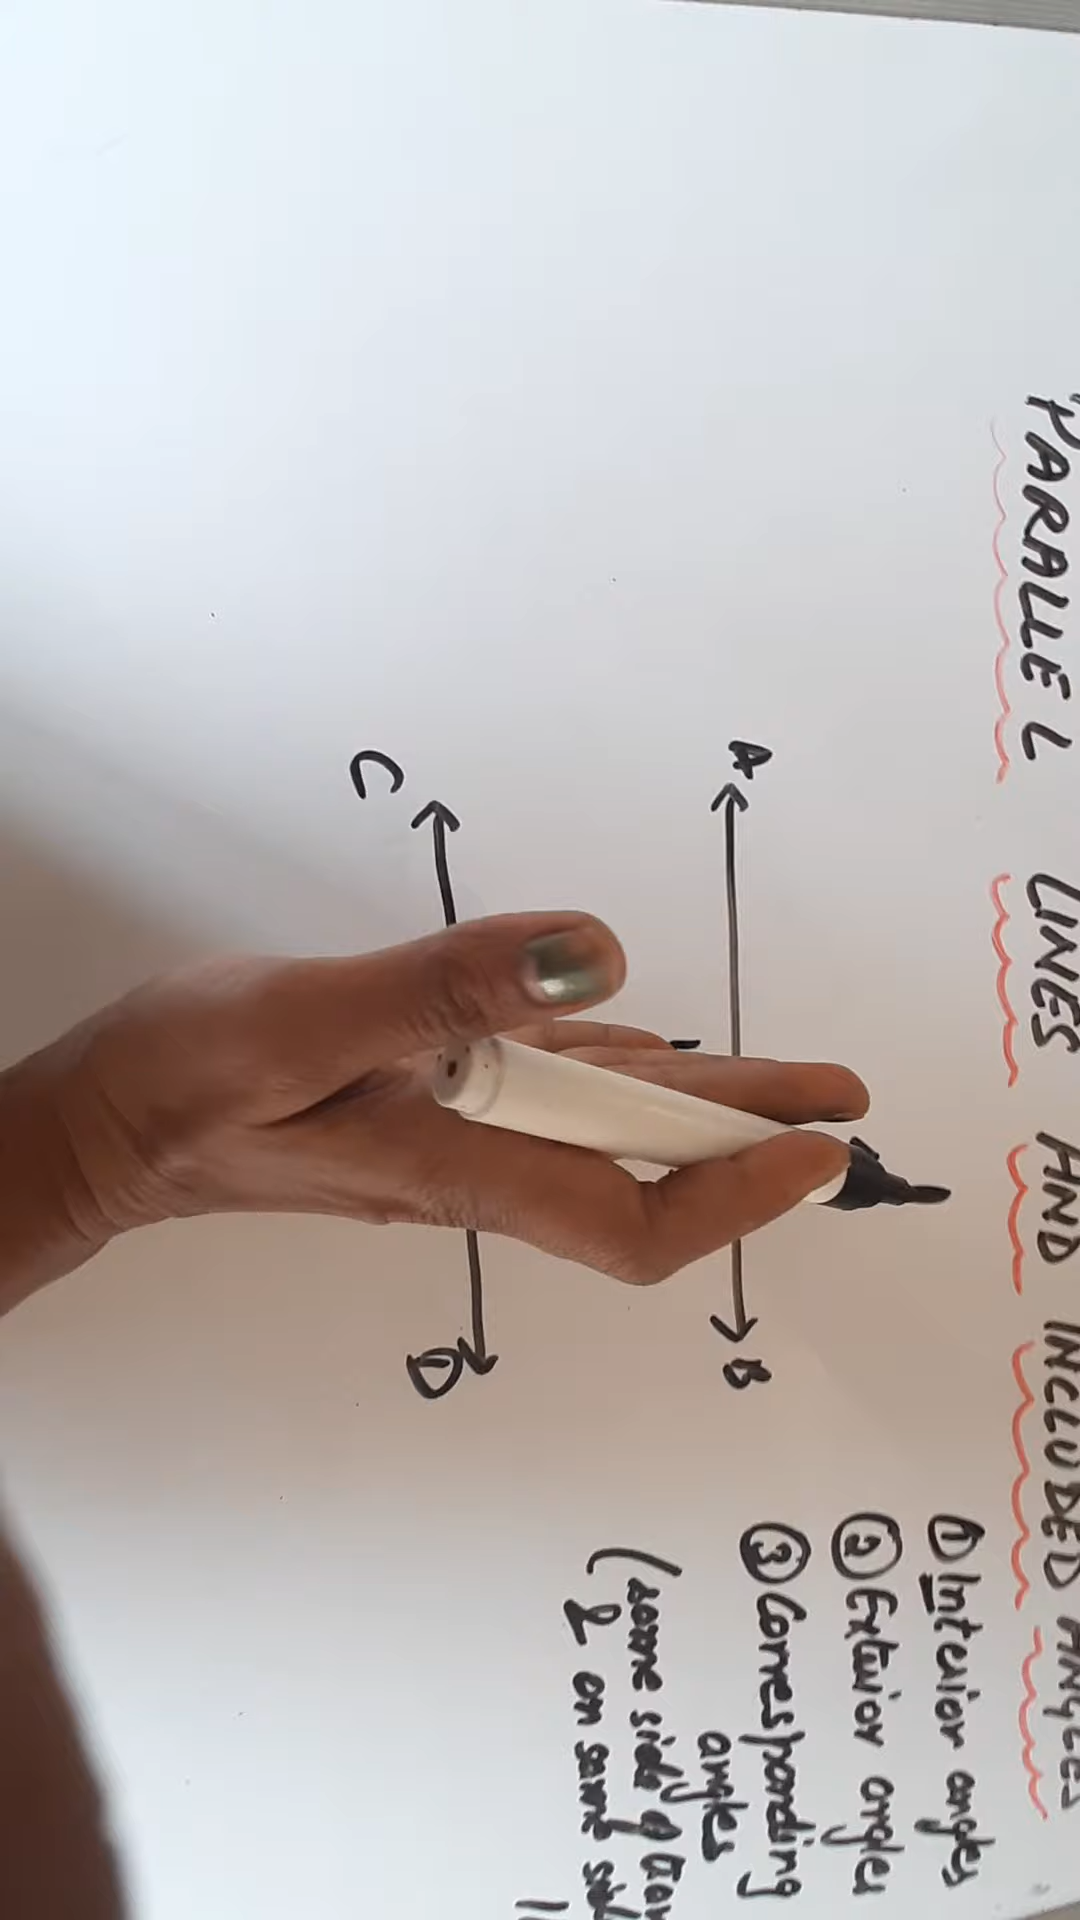 PARALLEL LINES AND INCLUDED ANGLES
① Interior angles
② Exterior angles
③ Corresponding
angles
(same side of
& on same
A
B
C
D